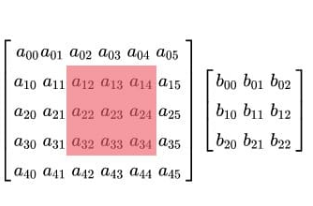 a00 a01 a02 a03 a04 a05
a10 a11 a12 a13 a14 a15
a20 a21 a22 a23 a24 a25
a30 a31 a32 a33 a34 a35
a40 a41 a42 a43 a44 a45
b00 b01 b02
b10 b11 b12
b20 b21 b22